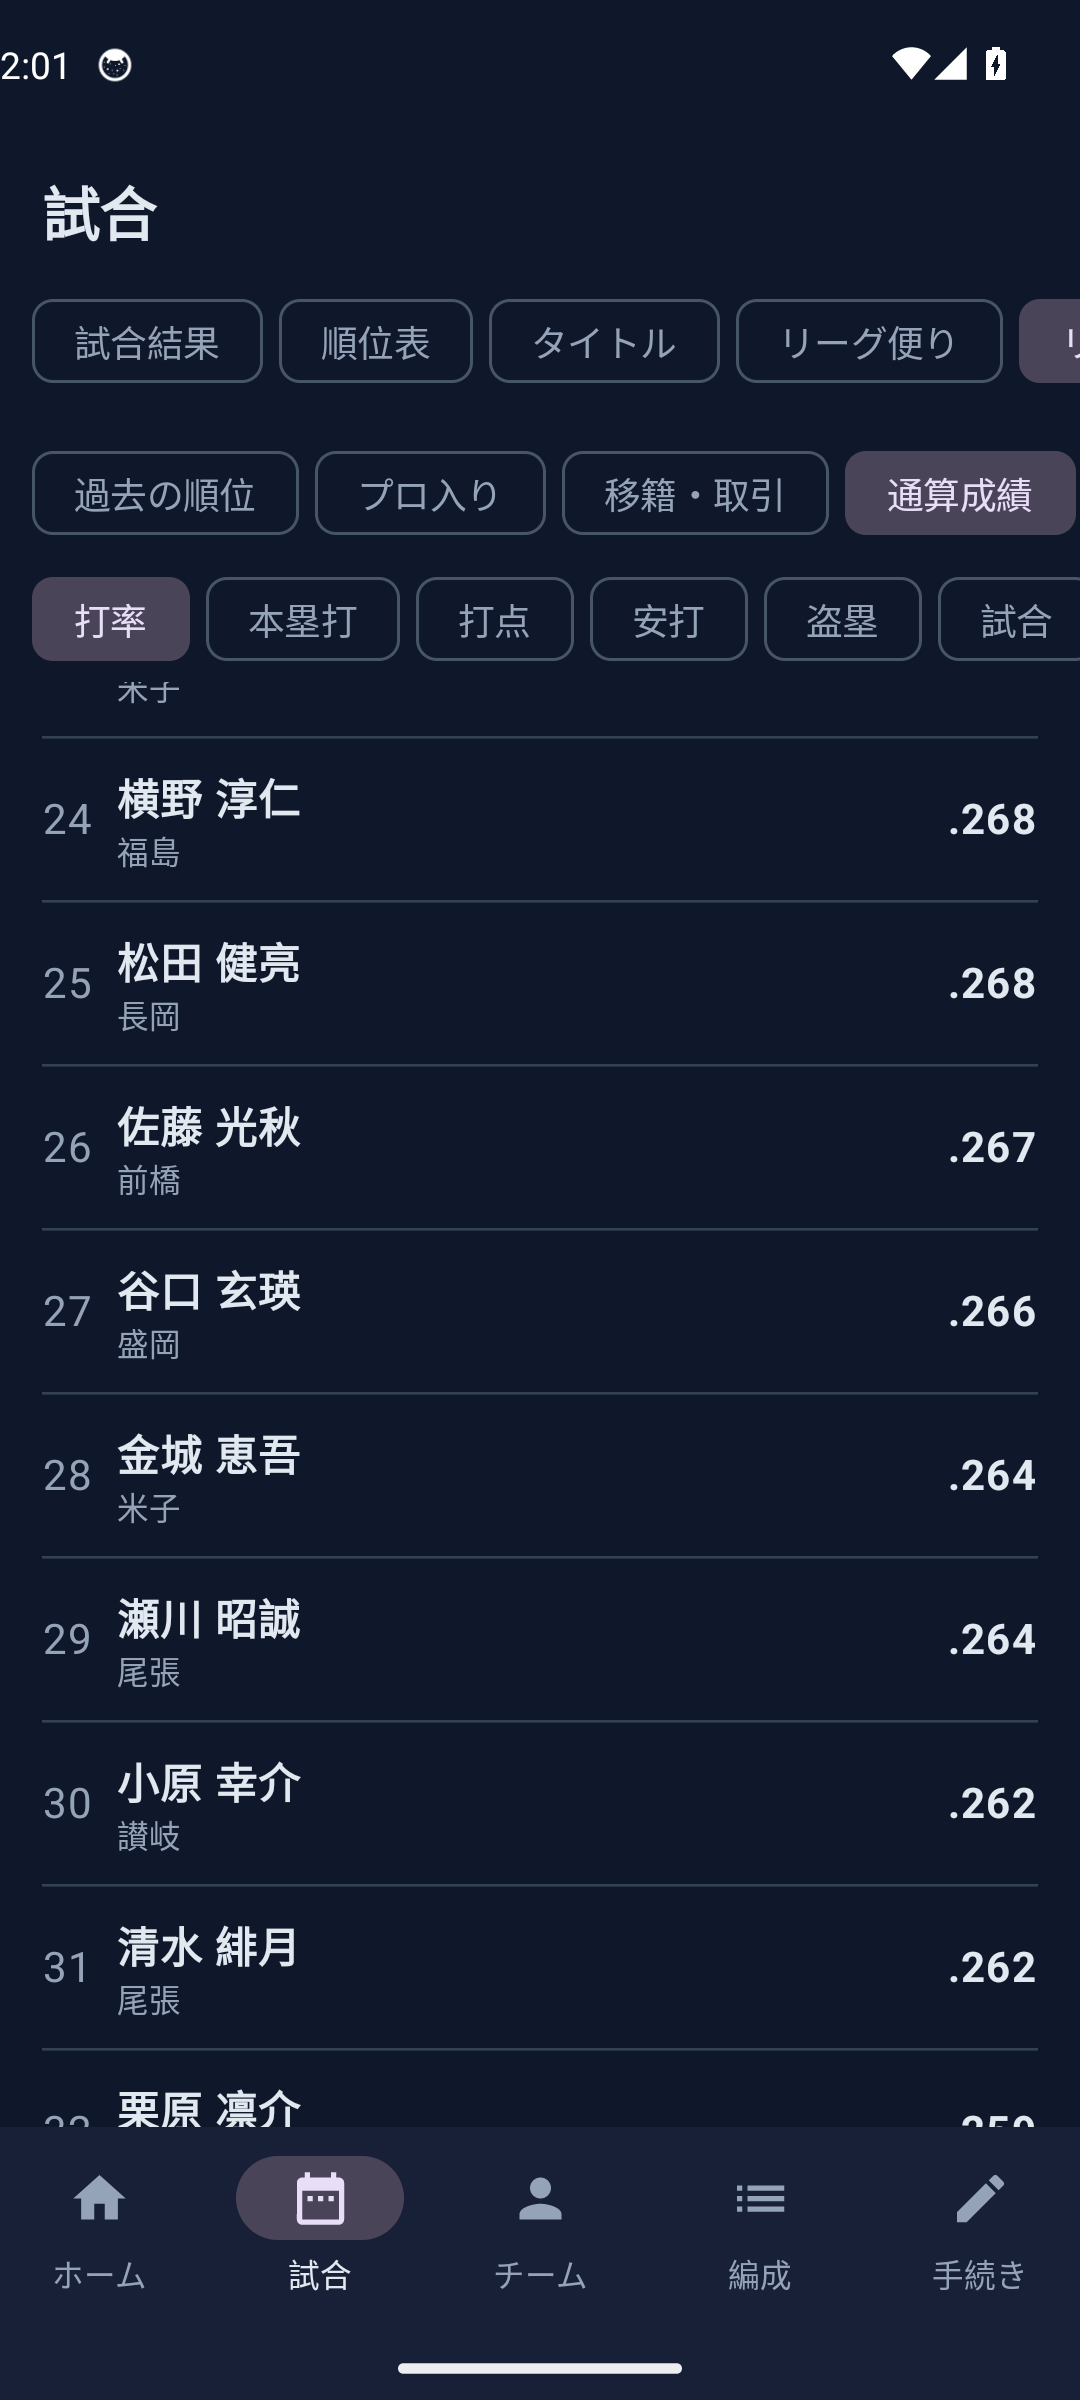 2:01
試合
試合結果 順位表 タイトル リーグ便り
過去の順位 プロ入り 移籍・取引 通算成績
打率 本塁打 打点 安打 盗塁 試合
米子
24 横野 淳仁 .268
福島
25 松田 健亮 .268
長岡
26 佐藤 光秋 .267
前橋
27 谷口 玄瑛 .266
盛岡
28 金城 恵吾 .264
米子
29 瀬川 昭誠 .264
尾張
30 小原 幸介 .262
讃岐
31 清水 緋月 .262
尾張
栗原 凛介
ホーム 試合 チーム 編成 手続き